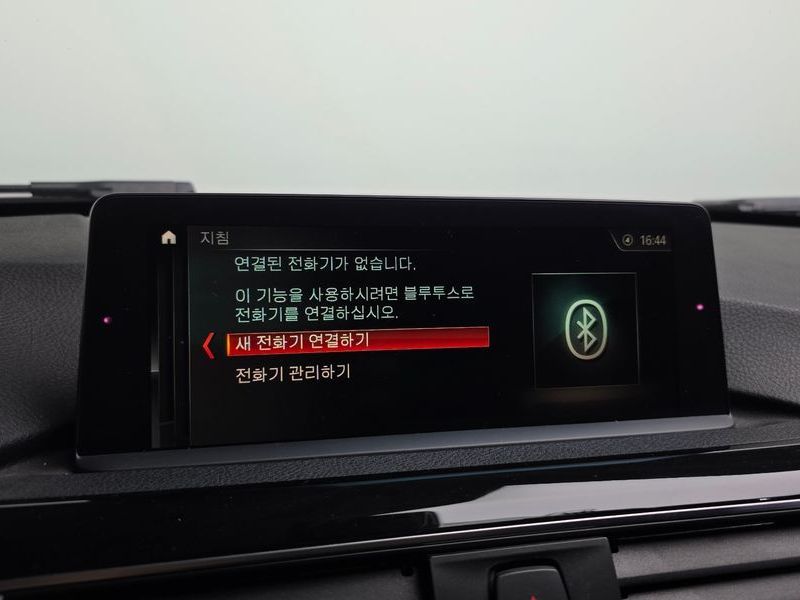 지침
16:44
연결된 전화기가 없습니다.
이 기능을 사용하시려면 블루투스로
전화기를 연결하십시오.
새 전화기 연결하기
전화기 관리하기